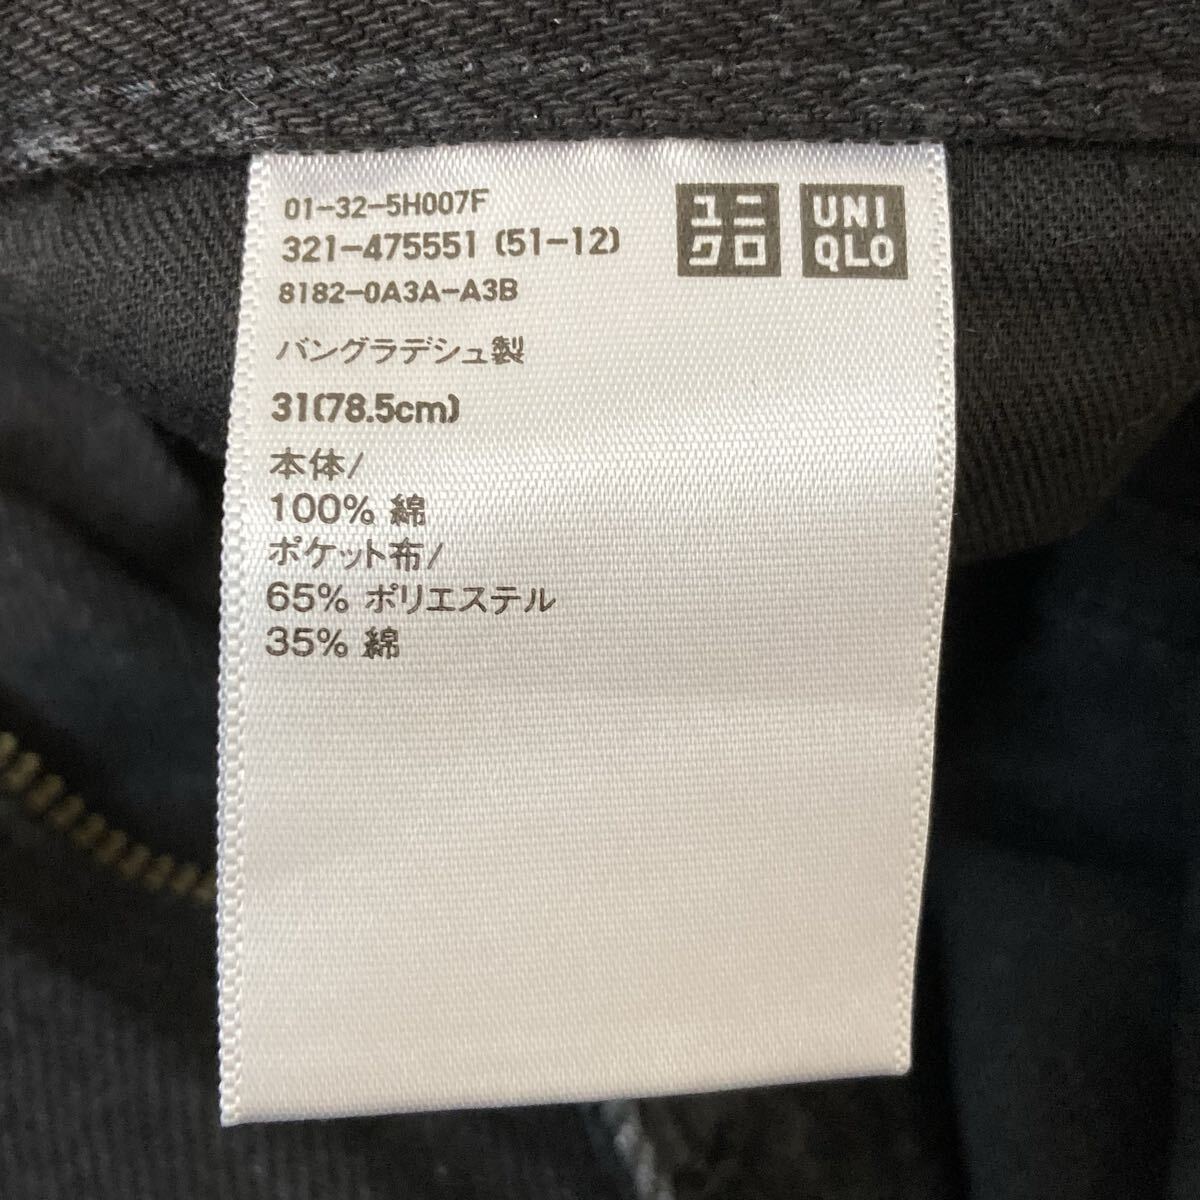 01-32-5H007F
321-475551 (51-12)
8182-0A3A-A3B
バングラデシュ製
31(78.5cm)
本体/
100% 綿
ポケット布/
65% ポリエステル
35% 綿
ユニ
クロ
UNI
QLO